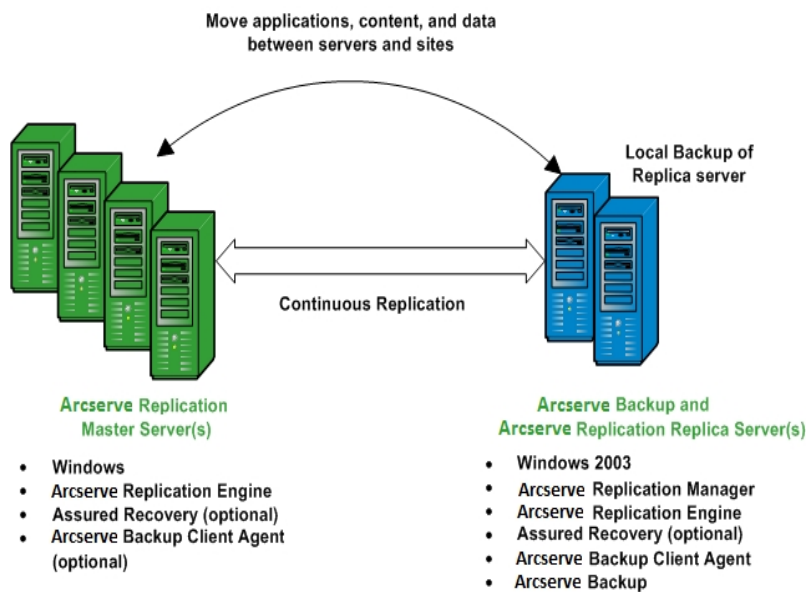 Move applications, content, and data
between servers and sites
Local Backup of
Replica server
Continuous Replication
Arcserve Replication
Master Server(s)
• Windows
• Arcserve Replication Engine
• Assured Recovery (optional)
• Arcserve Backup Client Agent
(optional)
Arcserve Backup and
Arcserve Replication Replica Server(s)
• Windows 2003
• Arcserve Replication Manager
• Arcserve Replication Engine
• Assured Recovery (optional)
• Arcserve Backup Client Agent
• Arcserve Backup